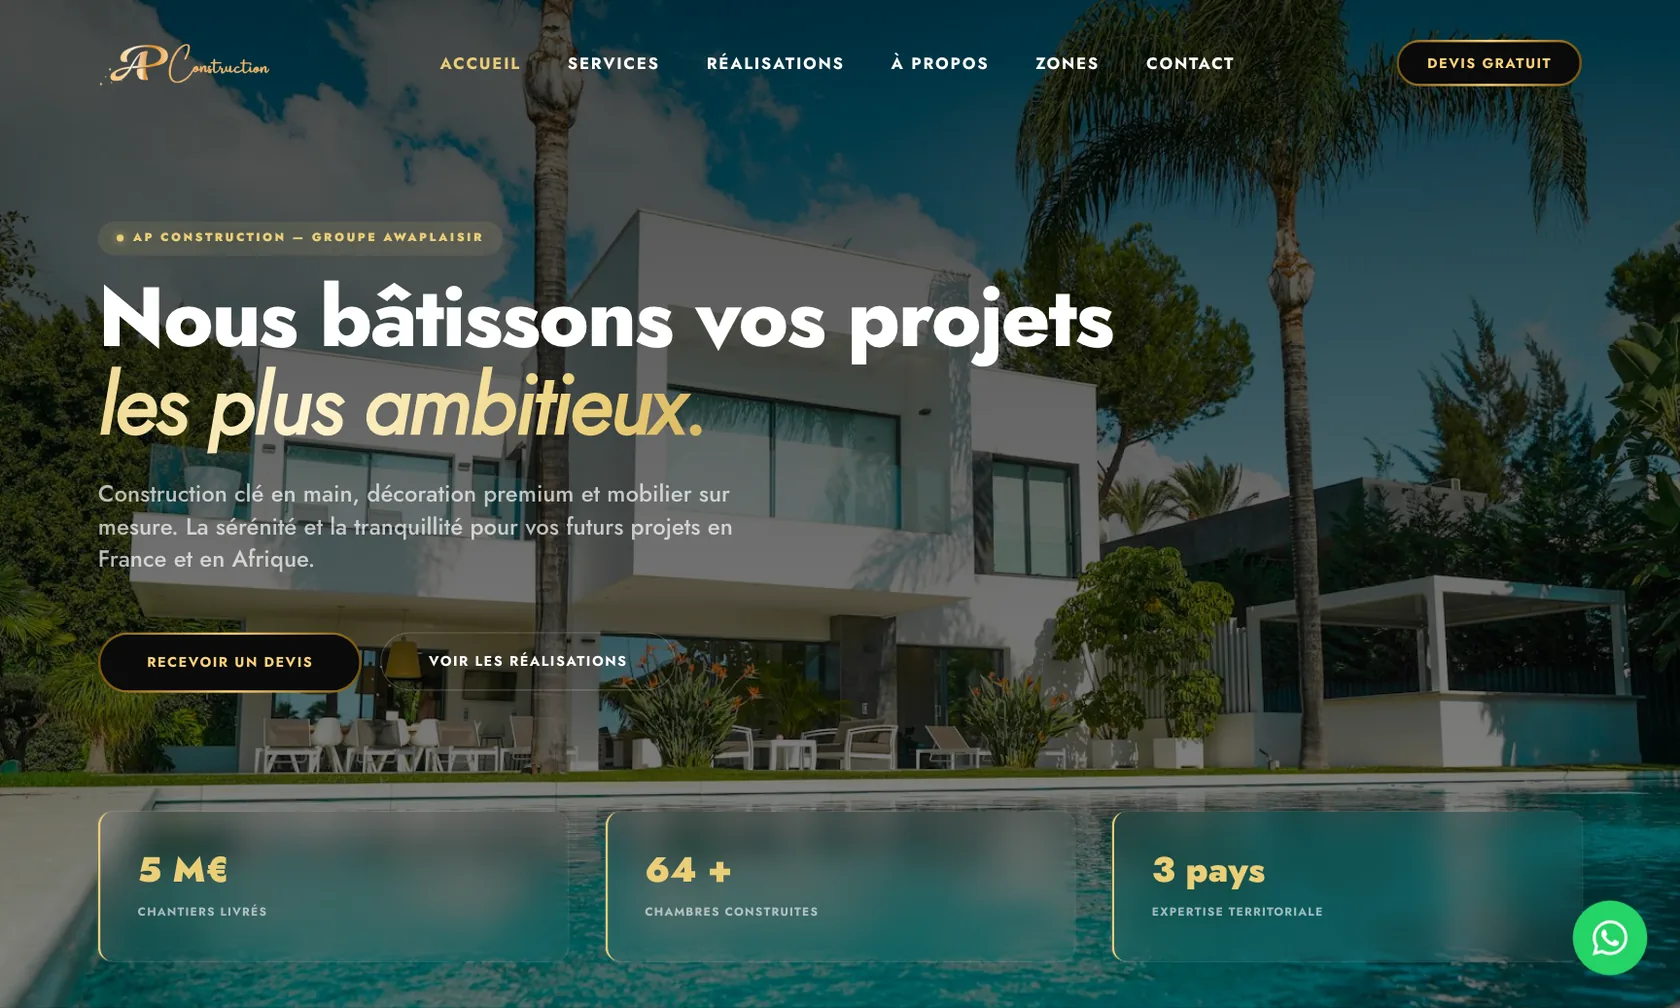 AP Construction
ACCUEIL
SERVICES
RÉALISATIONS
À PROPOS
ZONES
CONTACT
DEVIS GRATUIT
AP CONSTRUCTION — GROUPE AWAPLAISIR
Nous bâtissons vos projets
les plus ambitieux.
Construction clé en main, décoration premium et mobilier sur
mesure. La sérénité et la tranquillité pour vos futurs projets en
France et en Afrique.
RECEVOIR UN DEVIS
VOIR LES RÉALISATIONS
5 M€
CHANTIERS LIVRÉS
64 +
CHAMBRES CONSTRUITES
3 pays
EXPERTISE TERRITORIALE